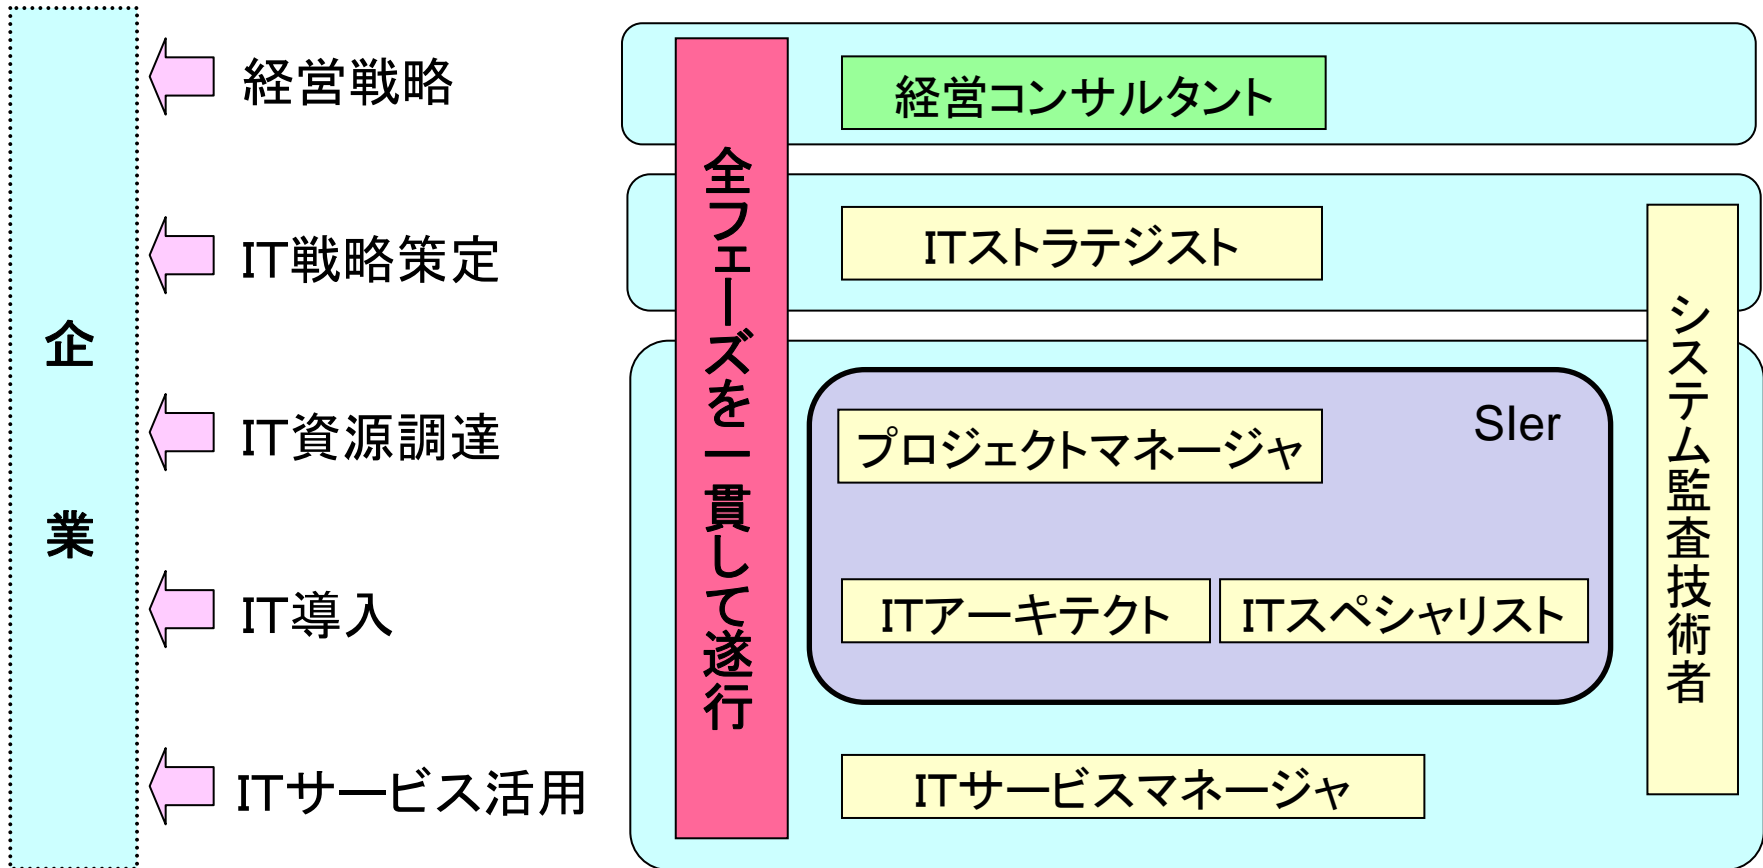 企業
経営戦略
IT戦略策定
IT資源調達
IT導入
ITサービス活用
全フェーズを一貫して遂行
経営コンサルタント
ITストラテジスト
SIer
プロジェクトマネージャ
ITアーキテクト
ITスペシャリスト
ITサービスマネージャ
システム監査技術者